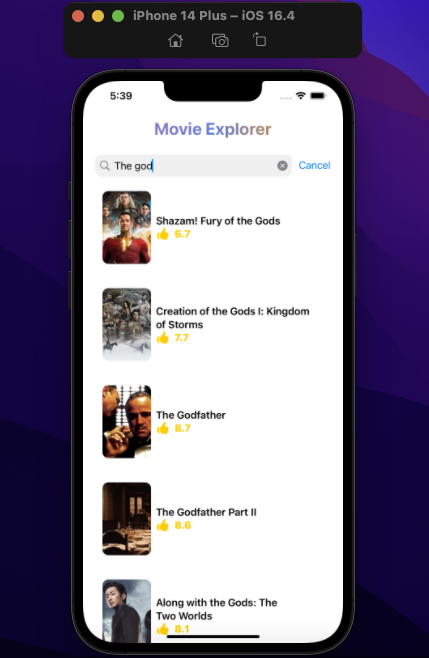 iPhone 14 Plus – iOS 16.4
5:39
Movie Explorer
The god
Cancel
Shazam! Fury of the Gods
6.7
Creation of the Gods I: Kingdom
of Storms
7.7
The Godfather
8.7
The Godfather Part II
8.6
Along with the Gods: The
Two Worlds
8.1